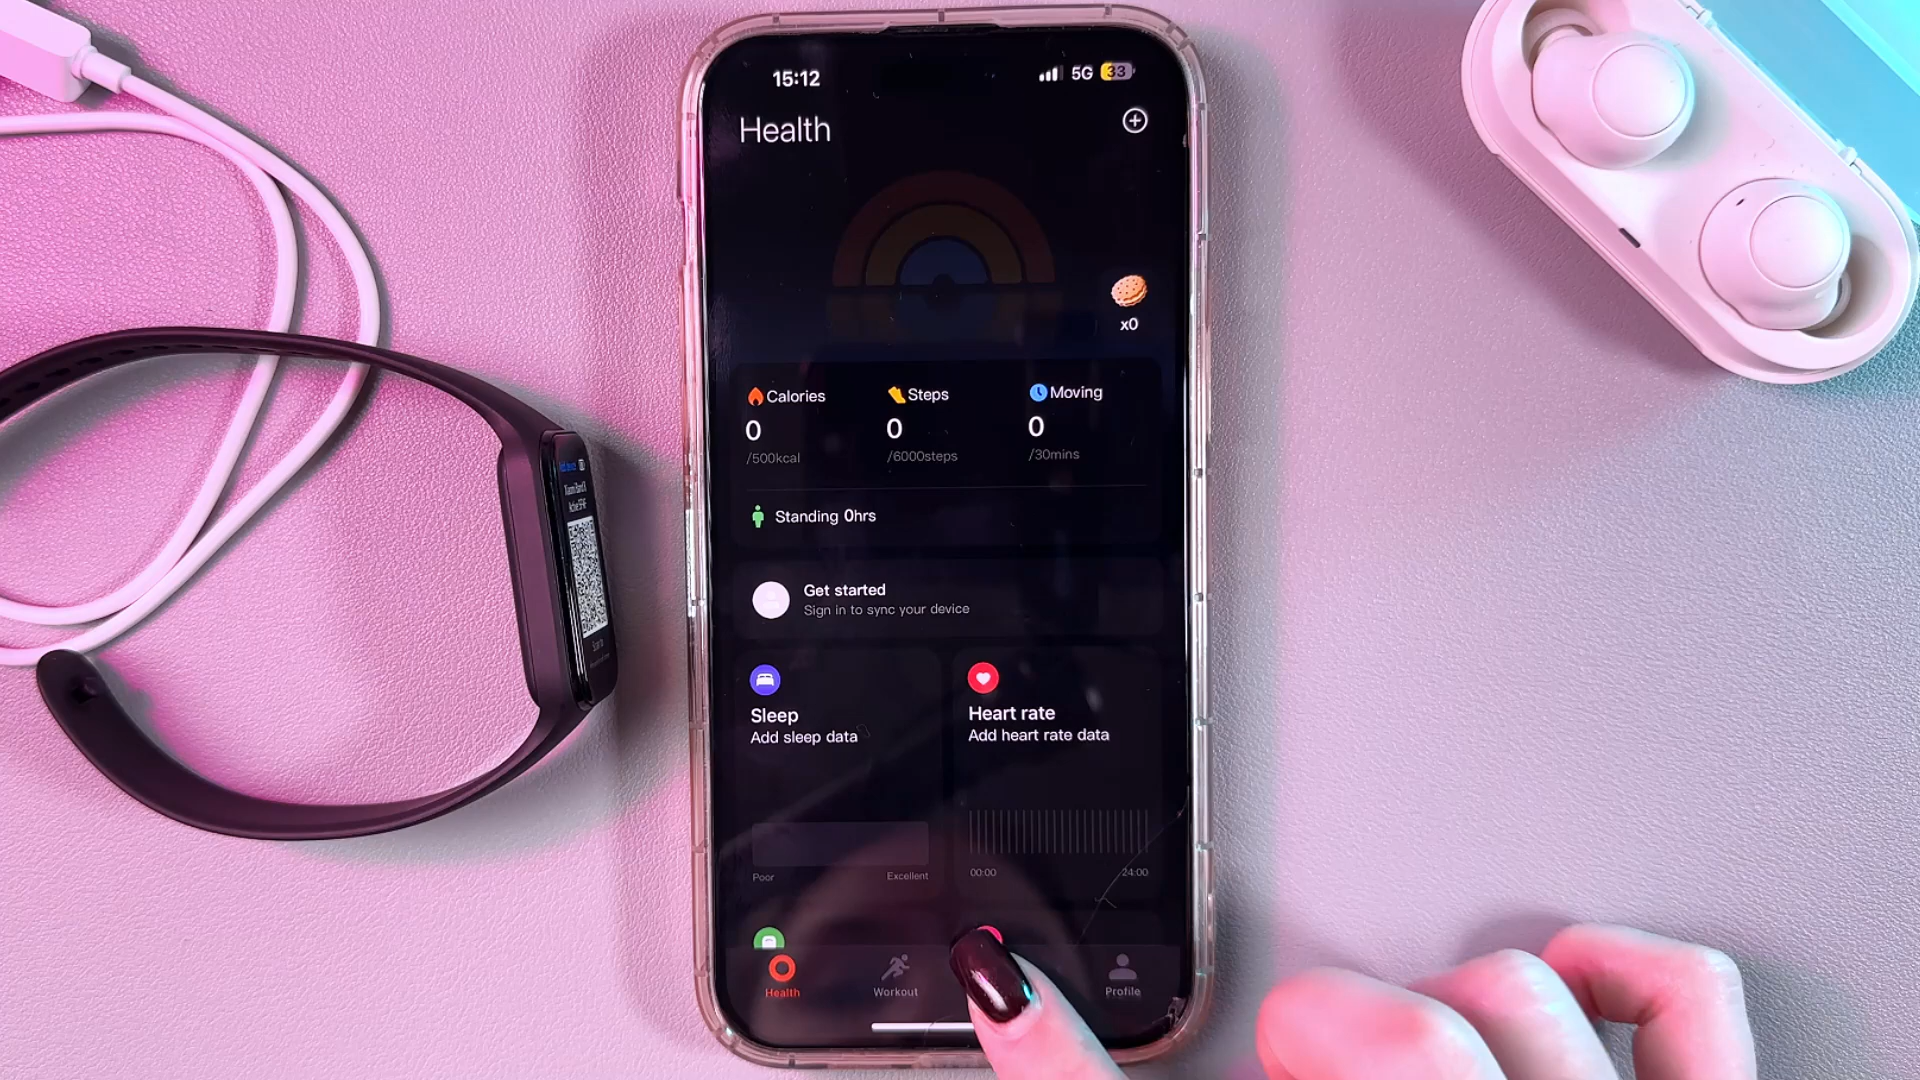 15:12
5G 33
Health
x0
Calories
Steps
Moving
0
0
0
/500kcal
/6000steps
/30mins
Standing 0hrs
Get started
Sign in to sync your device
Sleep
Add sleep data
Heart rate
Add heart rate data
Poor
Excellent
00:00
24:00
Health
Workout
Profile